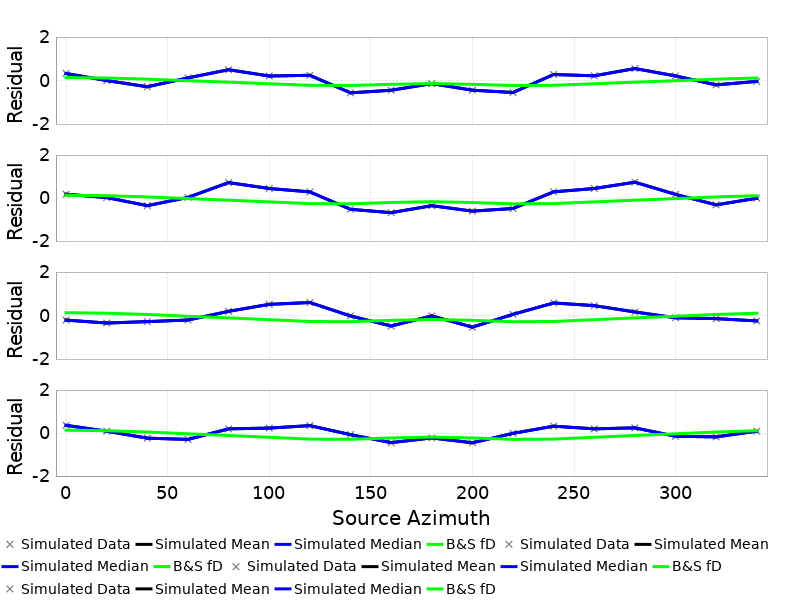 2
0
-2
Residual
2
0
-2
Residual
2
0
-2
Residual
2
0
-2
Residual
0 50 100 150 200 250 300
Source Azimuth
× Simulated Data Simulated Mean Simulated Median B&S fD × Simulated Data Simulated Mean
Simulated Median B&S fD × Simulated Data Simulated Mean Simulated Median B&S fD
× Simulated Data Simulated Mean Simulated Median B&S fD